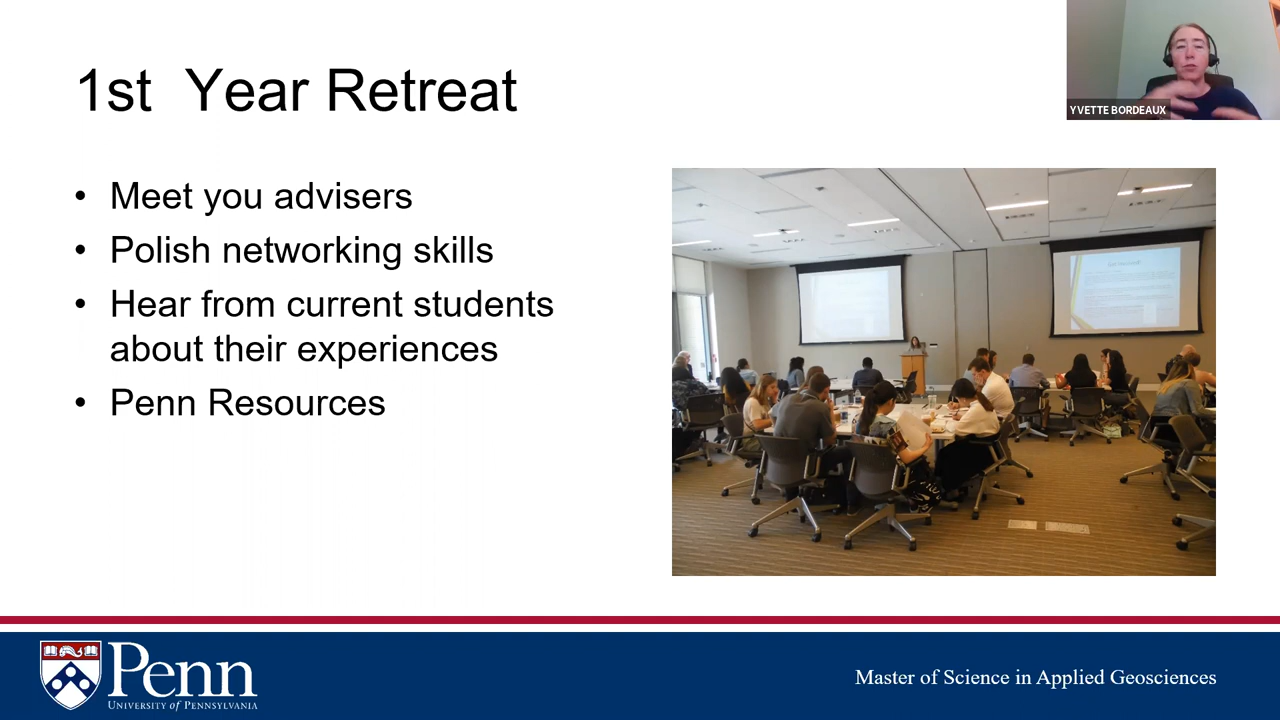 1st Year Retreat
YVETTE BORDEAUX
• Meet you advisers
• Polish networking skills
• Hear from current students
about their experiences
• Penn Resources
Penn
UNIVERSITY of PENNSYLVANIA
Master of Science in Applied Geosciences